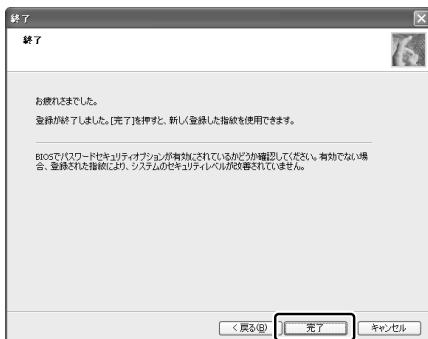 終了
終了
お疲れさまでした。
登録が終了しました。[完了]を押すと、新しく登録した指紋を使用できます。
BIOSでパスワードセキュリティオプションが有効にされているかどうか確認してください。有効でない場
合、登録された指紋により、システムのセキュリティレベルが改善されていません。
< 戻る(B)
完了
キャンセル